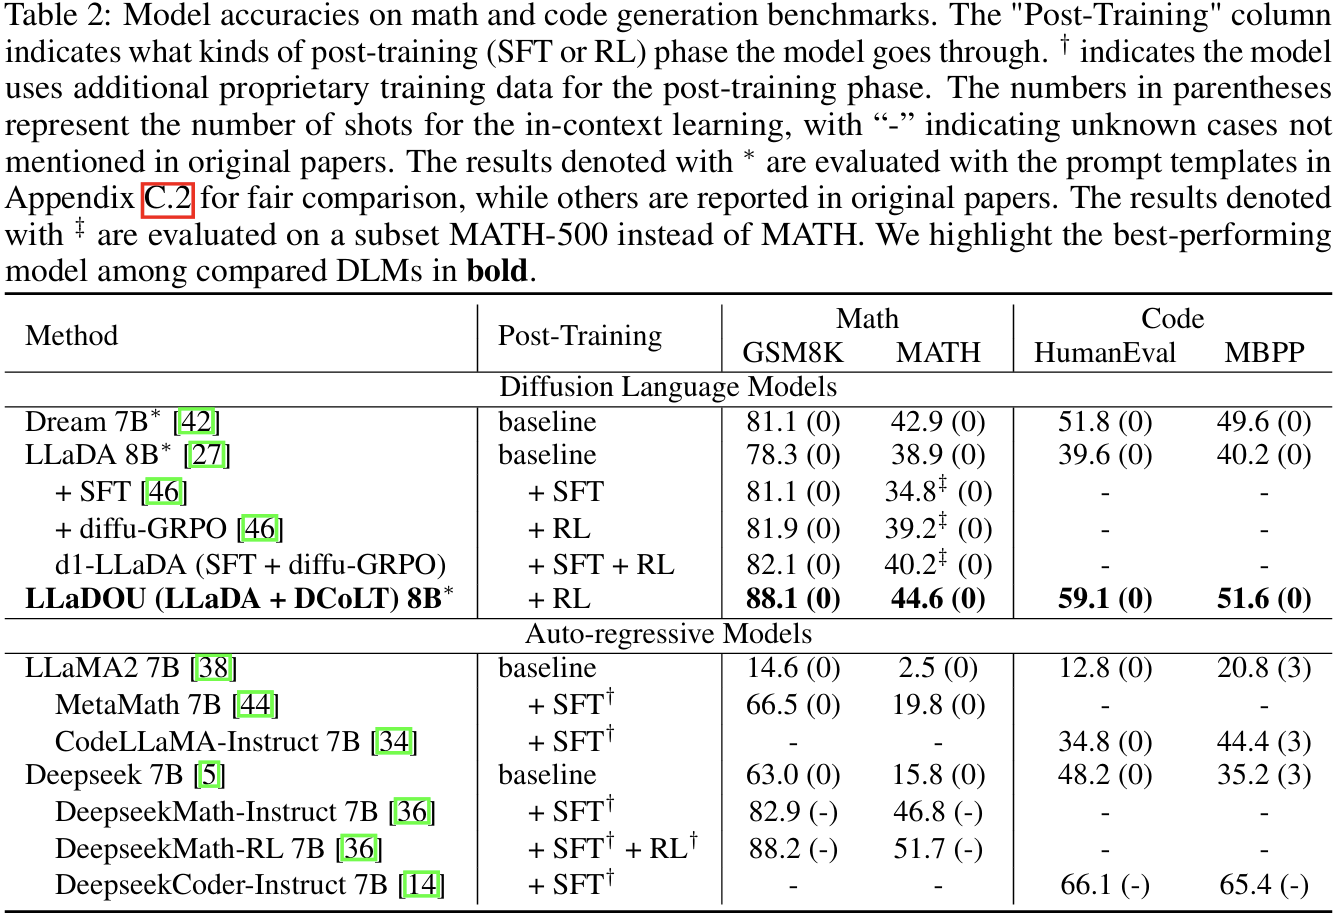 Table 2: Model accuracies on math and code generation benchmarks. The "Post-Training" column
indicates what kinds of post-training (SFT or RL) phase the model goes through. † indicates the model
uses additional proprietary training data for the post-training phase. The numbers in parentheses
represent the number of shots for the in-context learning, with “-” indicating unknown cases not
mentioned in original papers. The results denoted with * are evaluated with the prompt templates in
Appendix C.2 for fair comparison, while others are reported in original papers. The results denoted
with ‡ are evaluated on a subset MATH-500 instead of MATH. We highlight the best-performing
model among compared DLMs in bold.
Method Post-Training Math Code
GSM8K MATH HumanEval MBPP
Diffusion Language Models
Dream 7B* [42] baseline 81.1 (0) 42.9 (0) 51.8 (0) 49.6 (0)
LLaDA 8B* [27] baseline 78.3 (0) 38.9 (0) 39.6 (0) 40.2 (0)
+ SFT [46] + SFT 81.1 (0) 34.8‡ (0) - -
+ diffu-GRPO [46] + RL 81.9 (0) 39.2‡ (0) - -
d1-LLaDA (SFT + diffu-GRPO) + SFT + RL 82.1 (0) 40.2‡ (0) - -
LLaDOU (LLaDA + DCoLT) 8B* + RL 88.1 (0) 44.6 (0) 59.1 (0) 51.6 (0)
Auto-regressive Models
LLaMA2 7B [38] baseline 14.6 (0) 2.5 (0) 12.8 (0) 20.8 (3)
MetaMath 7B [44] + SFT† 66.5 (0) 19.8 (0) - -
CodeLLaMA-Instruct 7B [34] + SFT† - - 34.8 (0) 44.4 (3)
Deepseek 7B [5] baseline 63.0 (0) 15.8 (0) 48.2 (0) 35.2 (3)
DeepseekMath-Instruct 7B [36] + SFT† 82.9 (-) 46.8 (-) - -
DeepseekMath-RL 7B [36] + SFT† + RL† 88.2 (-) 51.7 (-) - -
DeepseekCoder-Instruct 7B [14] + SFT† - - 66.1 (-) 65.4 (-)